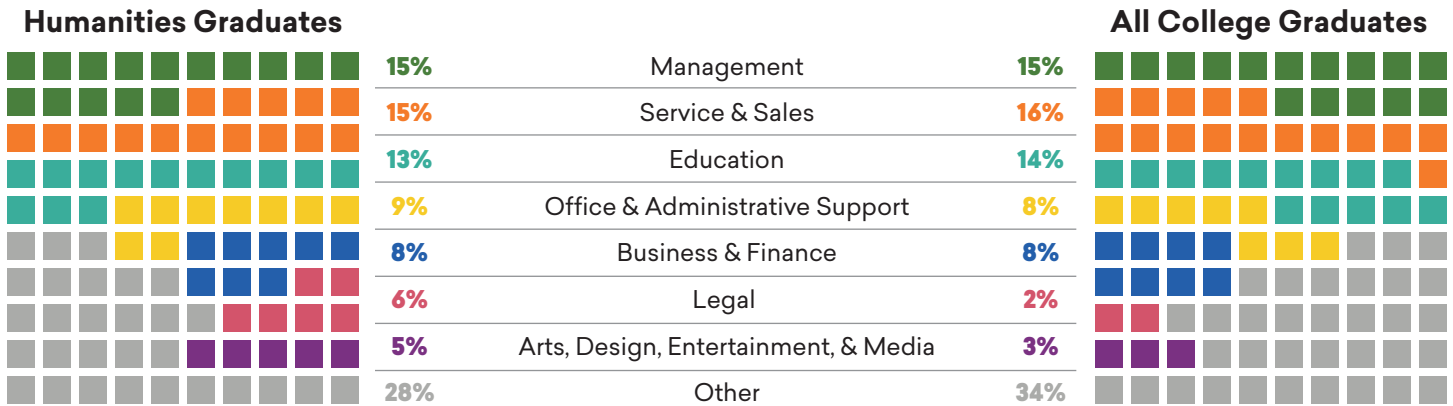 Humanities Graduates
All College Graduates
15% Management 15%
15% Service & Sales 16%
13% Education 14%
9% Office & Administrative Support 8%
8% Business & Finance 8%
6% Legal 2%
5% Arts, Design, Entertainment, & Media 3%
28% Other 34%